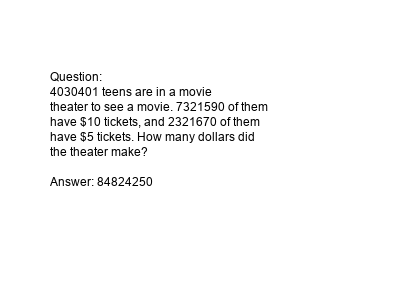 Question:
4030401 teens are in a movie
theater to see a movie. 7321590 of them
have $10 tickets, and 2321670 of them
have $5 tickets. How many dollars did
the theater make?
Answer: 84824250